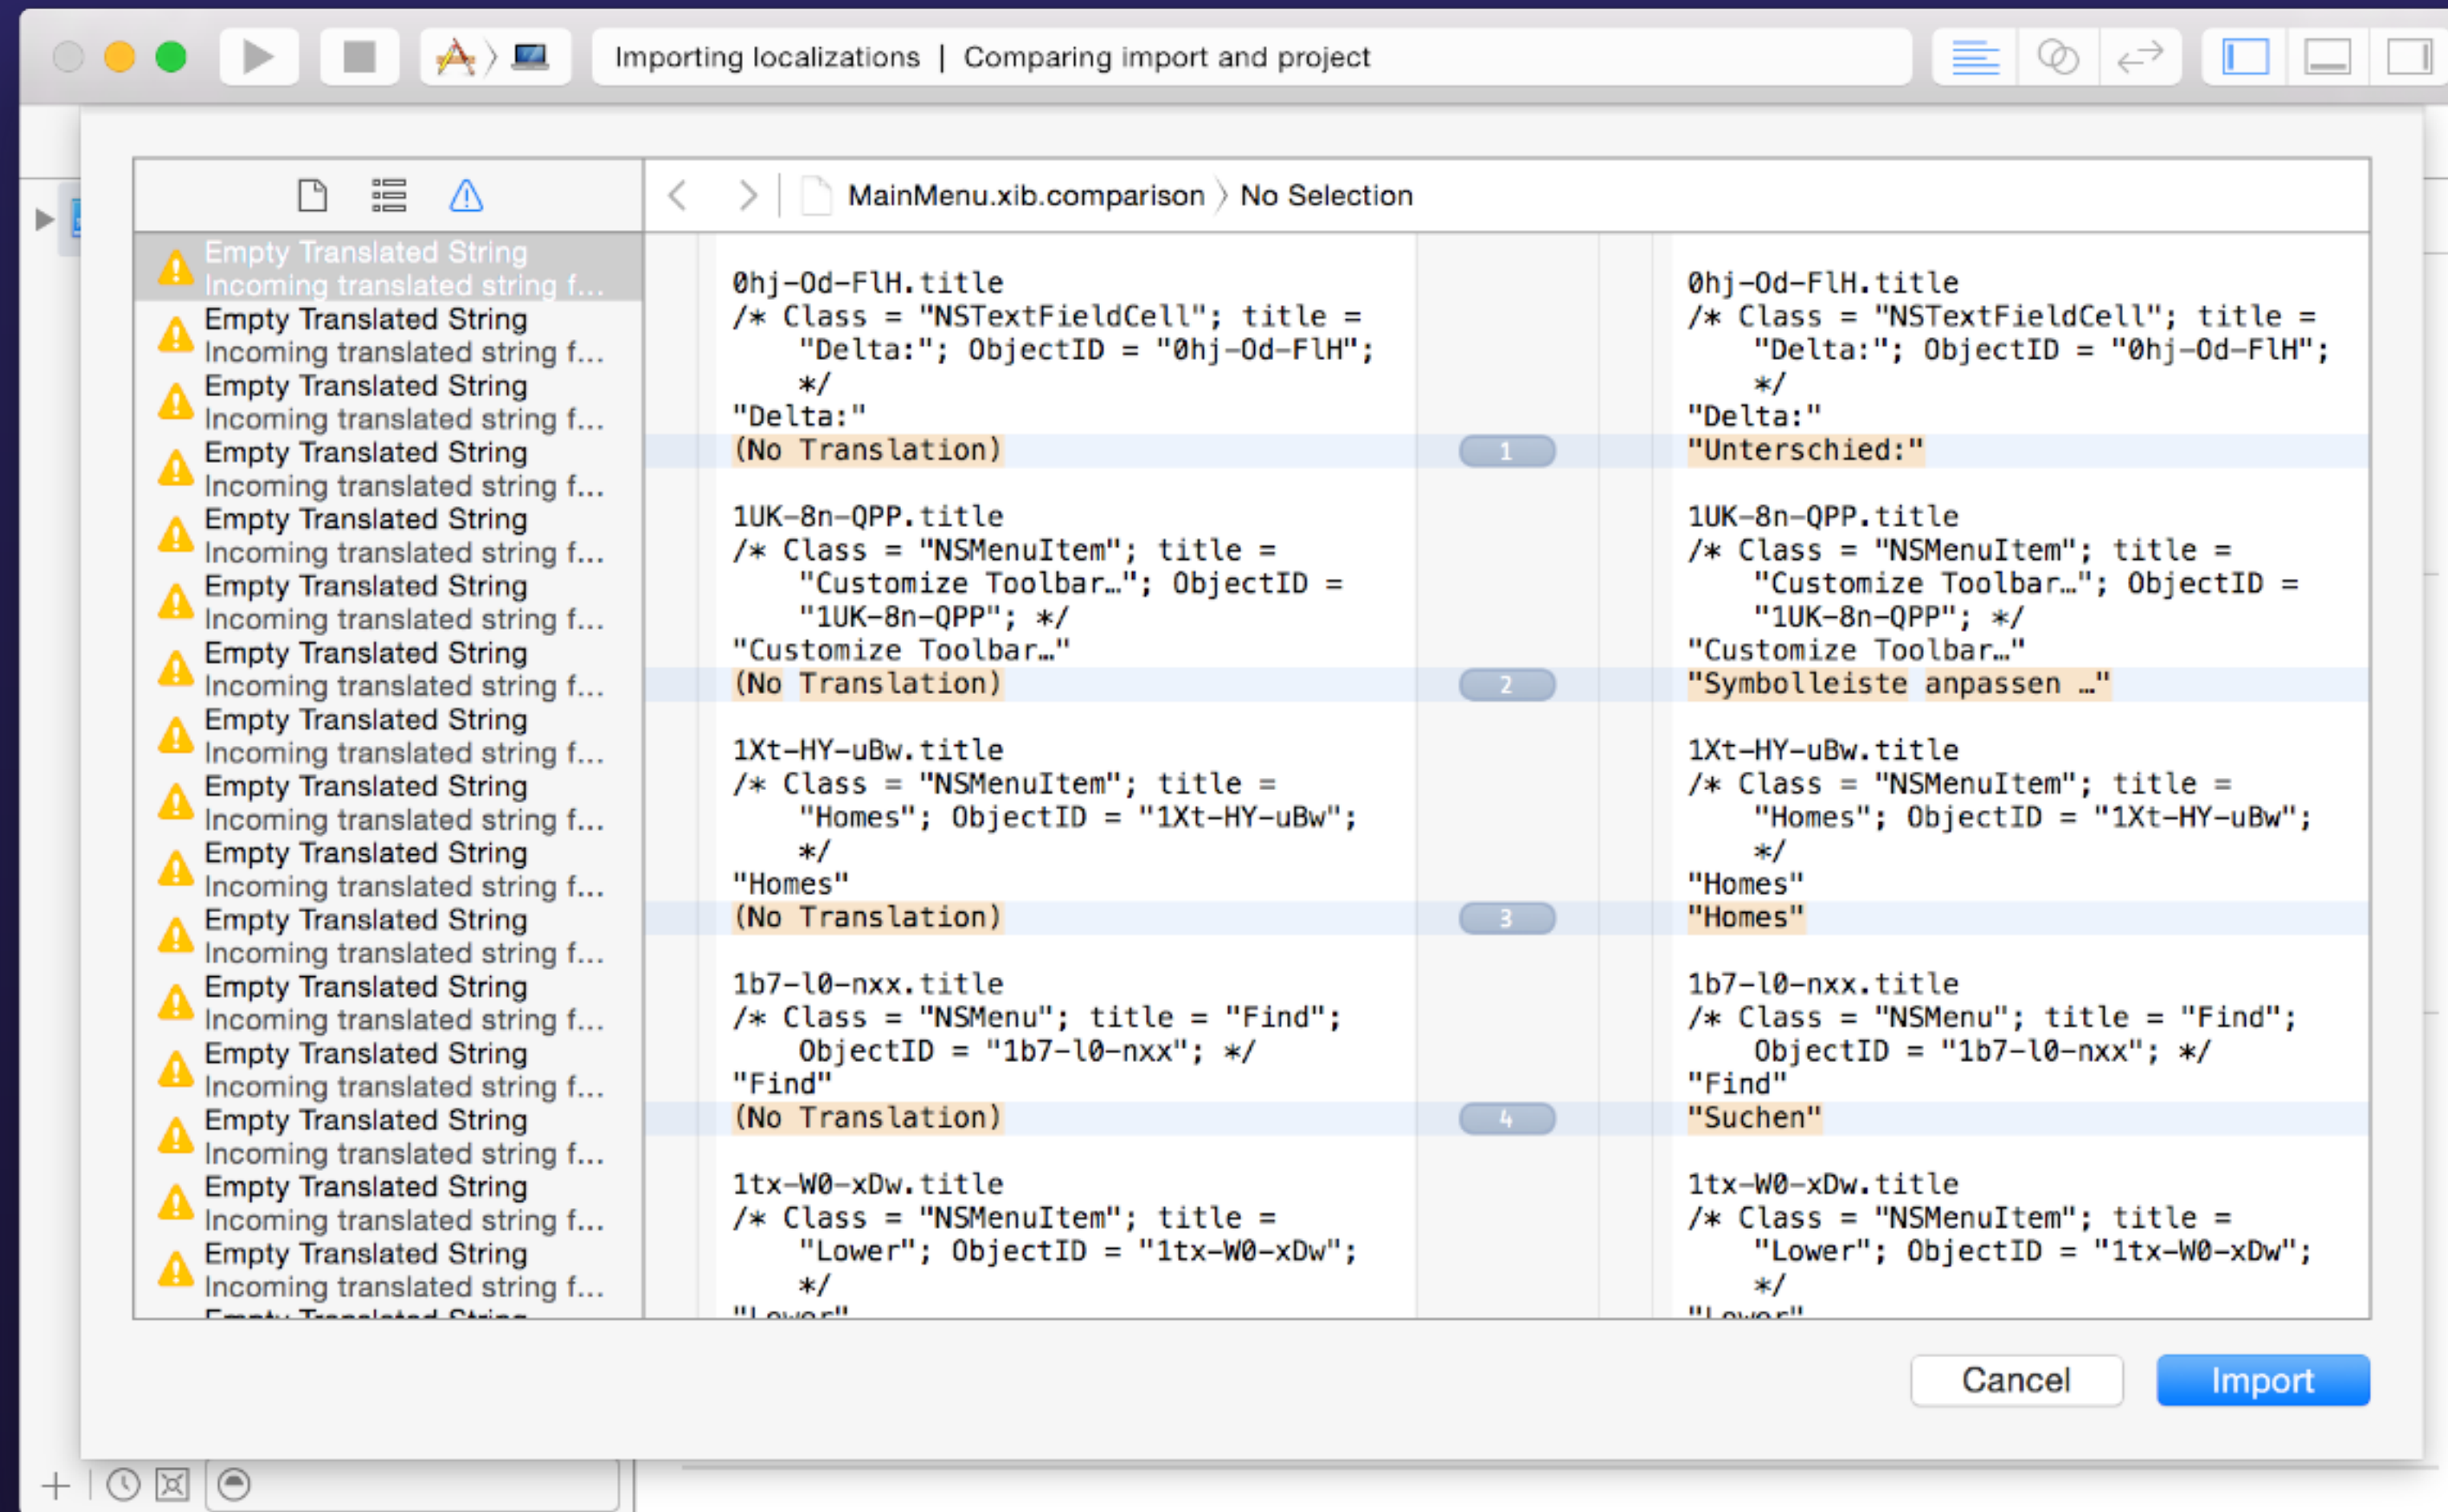 Importing localizations | Comparing import and project
MainMenu.xib.comparison 〉 No Selection
Empty Translated String
Incoming translated string f...
Empty Translated String
Incoming translated string f...
Empty Translated String
Incoming translated string f...
Empty Translated String
Incoming translated string f...
Empty Translated String
Incoming translated string f...
Empty Translated String
Incoming translated string f...
Empty Translated String
Incoming translated string f...
Empty Translated String
Incoming translated string f...
Empty Translated String
Incoming translated string f...
Empty Translated String
Incoming translated string f...
Empty Translated String
Incoming translated string f...
Empty Translated String
Incoming translated string f...
Empty Translated String
Incoming translated string f...
Empty Translated String
Incoming translated string f...
Empty Translated String
Incoming translated string f...
Empty Translated String
Incoming translated string f...
Empty Translated String
0hj-Od-FlH.title
/* Class = "NSTextFieldCell"; title =
"Delta:"; ObjectID = "0hj-Od-FlH";
*/
"Delta:"
(No Translation)
1UK-8n-QPP.title
/* Class = "NSMenuItem"; title =
"Customize Toolbar…"; ObjectID =
"1UK-8n-QPP"; */
"Customize Toolbar…"
(No Translation)
1Xt-HY-uBw.title
/* Class = "NSMenuItem"; title =
"Homes"; ObjectID = "1Xt-HY-uBw";
*/
"Homes"
(No Translation)
1b7-l0-nxx.title
/* Class = "NSMenu"; title = "Find";
ObjectID = "1b7-l0-nxx"; */
"Find"
(No Translation)
1tx-W0-xDw.title
/* Class = "NSMenuItem"; title =
"Lower"; ObjectID = "1tx-W0-xDw";
*/
"Lower"
1
2
3
4
0hj-Od-FlH.title
/* Class = "NSTextFieldCell"; title =
"Delta:"; ObjectID = "0hj-Od-FlH";
*/
"Delta:"
"Unterschied:"
1UK-8n-QPP.title
/* Class = "NSMenuItem"; title =
"Customize Toolbar…"; ObjectID =
"1UK-8n-QPP"; */
"Customize Toolbar…"
"Symbolleiste anpassen …"
1Xt-HY-uBw.title
/* Class = "NSMenuItem"; title =
"Homes"; ObjectID = "1Xt-HY-uBw";
*/
"Homes"
"Homes"
1b7-l0-nxx.title
/* Class = "NSMenu"; title = "Find";
ObjectID = "1b7-l0-nxx"; */
"Find"
"Suchen"
1tx-W0-xDw.title
/* Class = "NSMenuItem"; title =
"Lower"; ObjectID = "1tx-W0-xDw";
*/
"Lower"
Cancel
Import